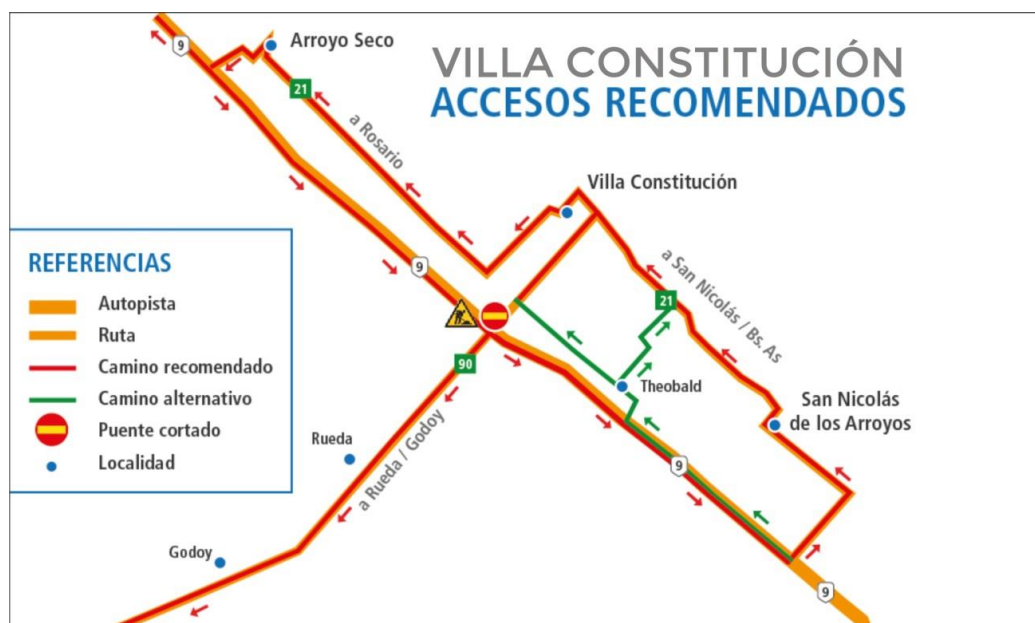 9
Arroyo Seco
VILLA CONSTITUCIÓN
ACCESOS RECOMENDADOS
21
a Rosario
Villa Constitución
REFERENCIAS
Autopista
Ruta
Camino recomendado
Camino alternativo
Puente cortado
Localidad
9
a San Nicolás / Bs. As
21
90
Theobald
San Nicolás
de los Arroyos
Rueda
a Rueda / Godoy
9
Godoy
9